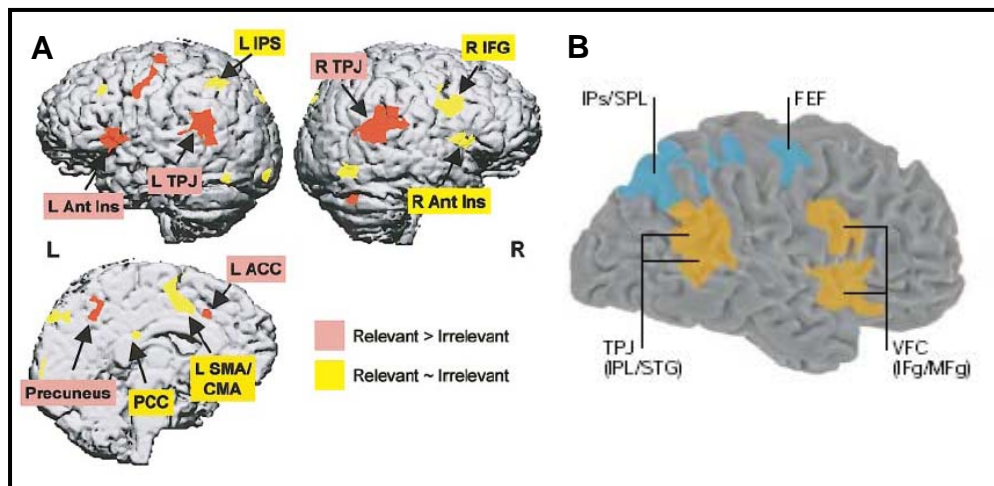 A
L IPS
R IFG
R TPJ
L Ant Ins
L TPJ
R Ant Ins
L
R
L ACC
Precuneus
PCC
L SMA/
CMA
Relevant > Irrelevant
Relevant ~ Irrelevant
B
IPs/SPL
FEF
TPJ
(IPL/STG)
VFC
(IFg/MFg)